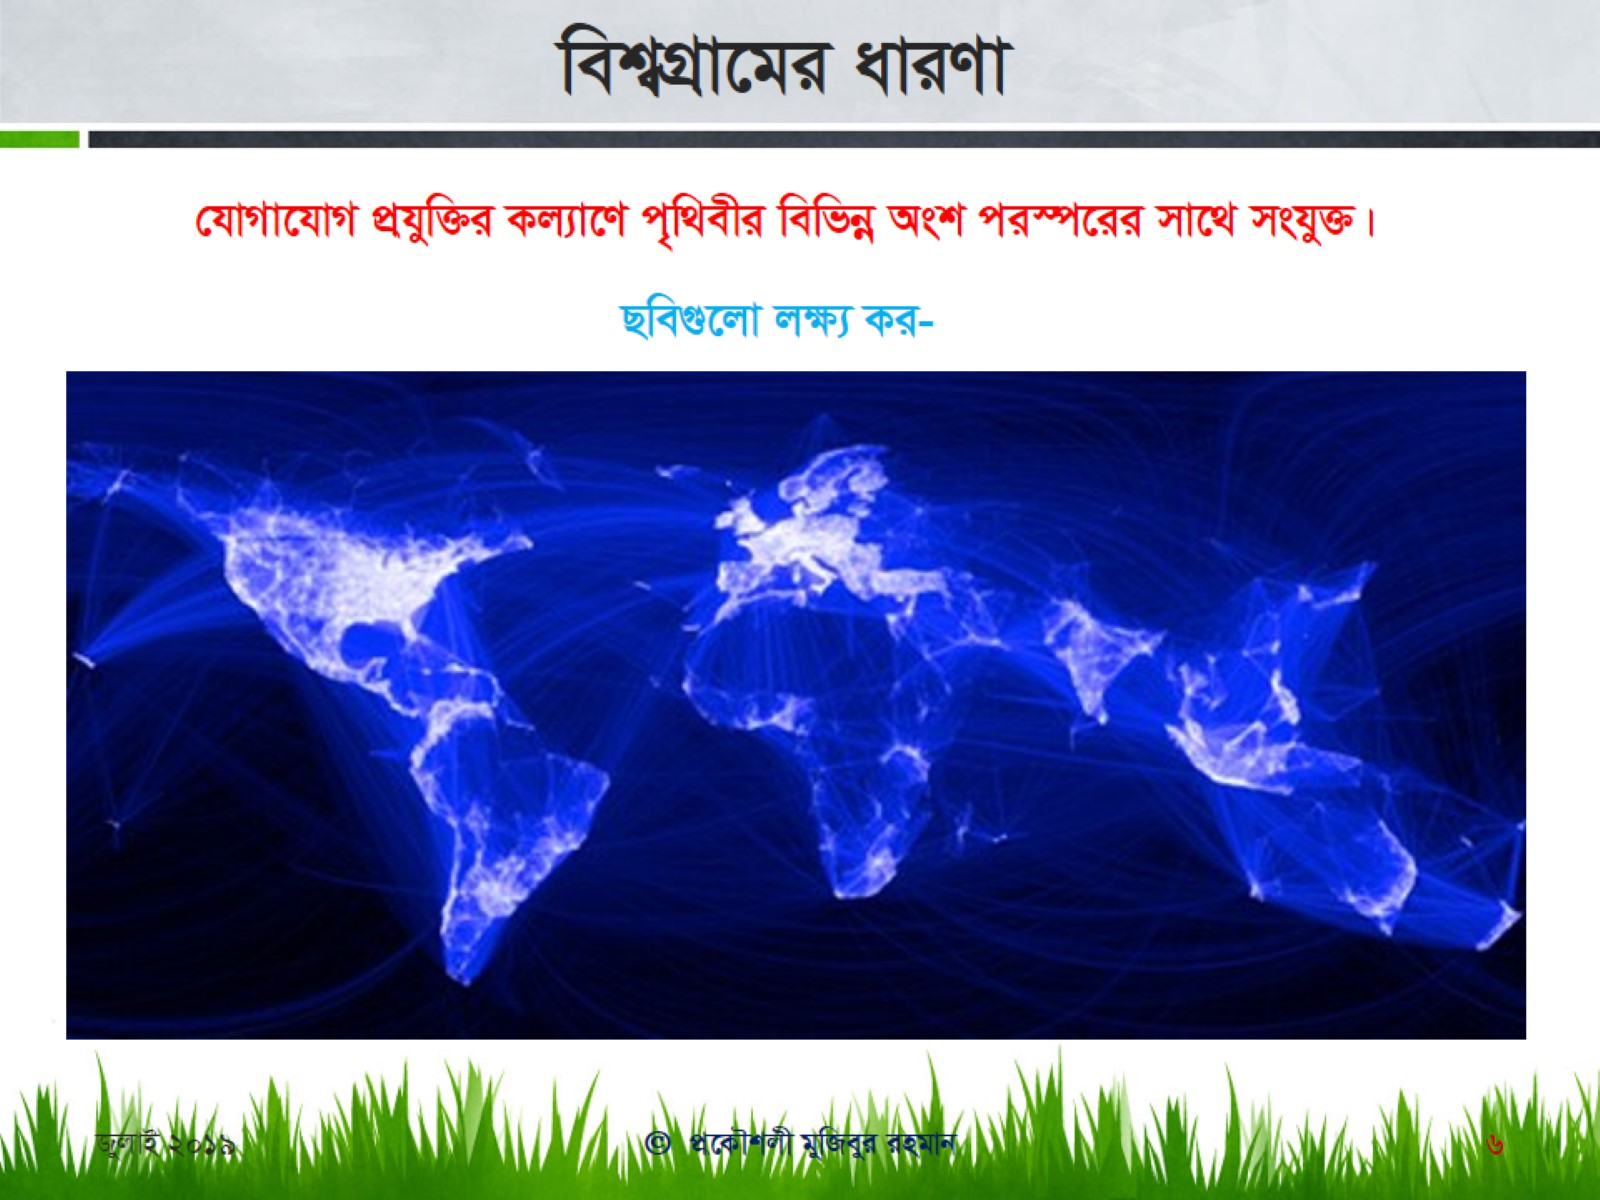 বিশ্বগ্রামের ধারণা
যোগাযোগ প্রযুক্তির কল্যাণে পৃথিবীর বিভিন্ন অংশ পরস্পরের সাথে সংযুক্ত।
ছবিগুলো লক্ষ্য কর-
জুলাই ২০১৯
© প্রকৌশলী মুজিবুর রহমান
৬